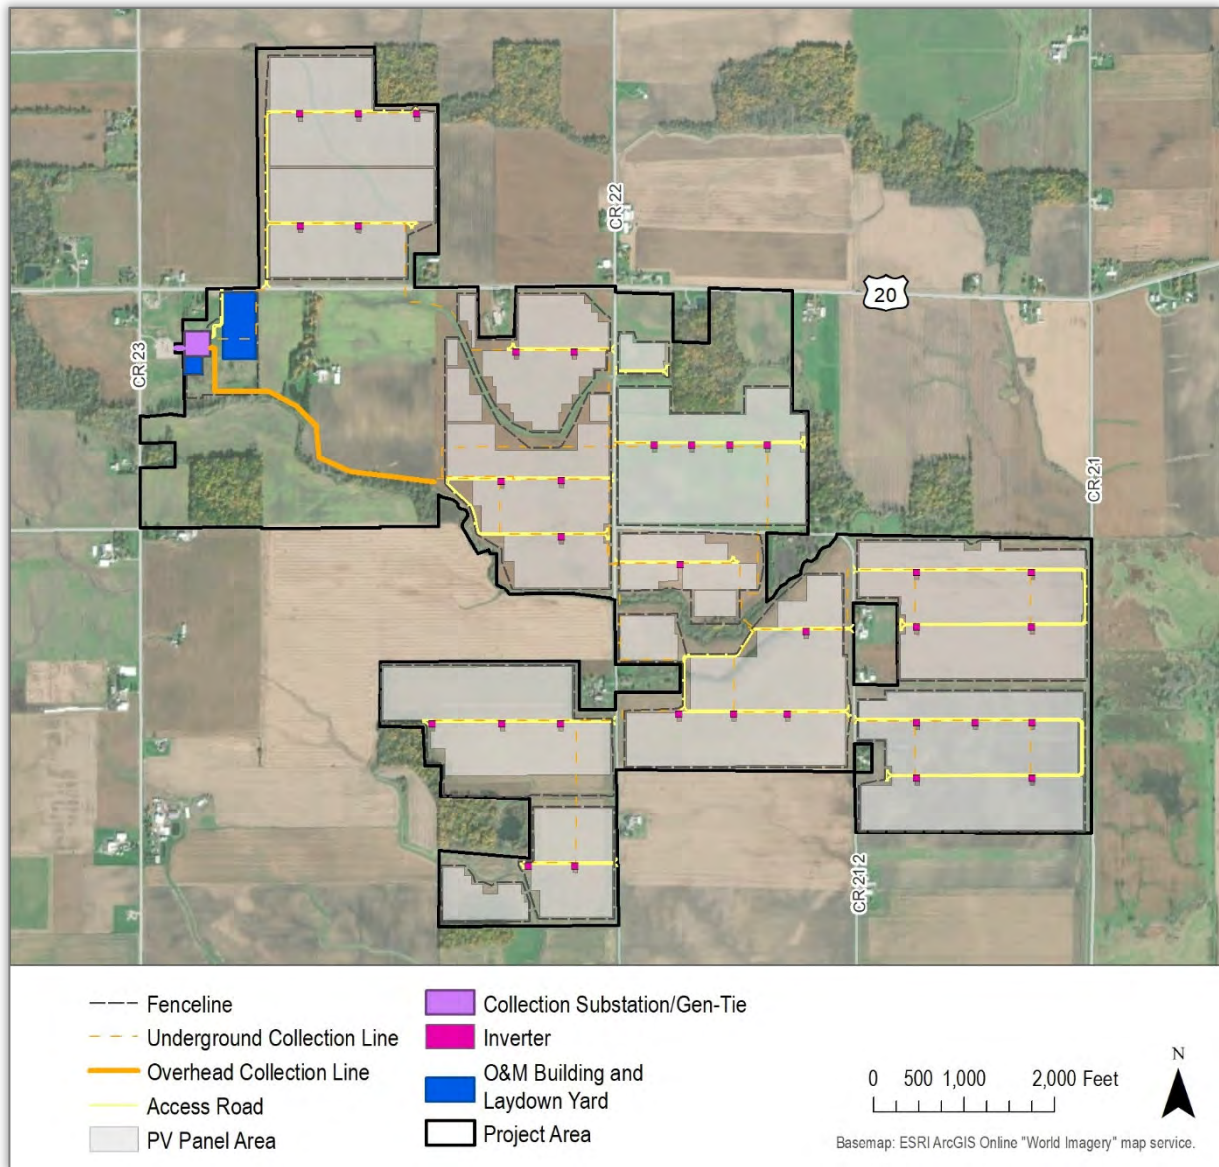 CR 22
20
CR 23
CR 21
CR 212
Fenceline
Underground Collection Line
Overhead Collection Line
Access Road
PV Panel Area
Collection Substation/Gen-Tie
Inverter
O&M Building and
Laydown Yard
Project Area
N
0 500 1,000 2,000 Feet
Basemap: ESRI ArcGIS Online "World Imagery" map service.